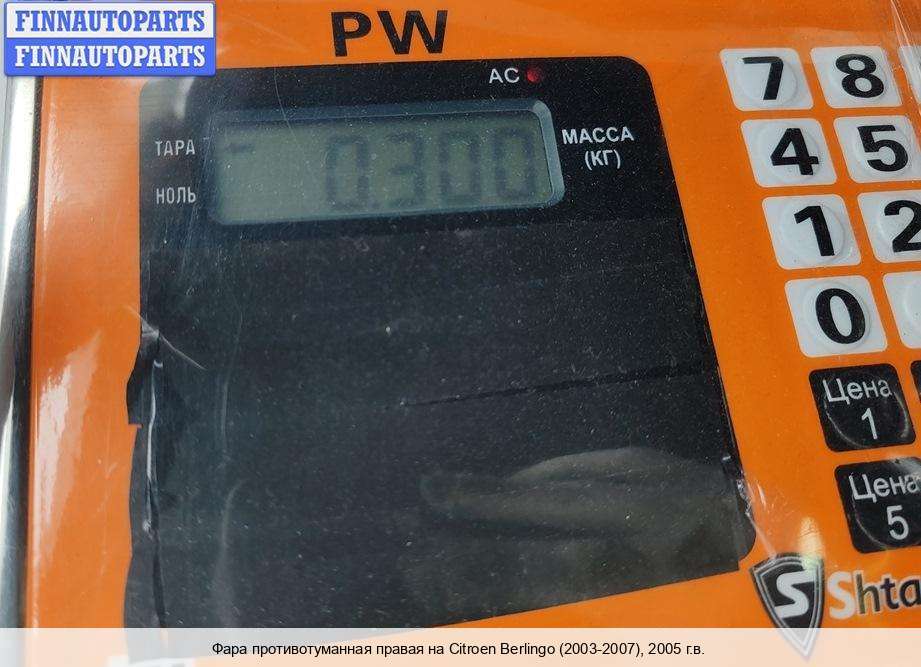 FINNAUTOPARTS
FINNAUTOPARTS
PW
AC
ТАРА
НОЛЬ
0.300
МАССА
(КГ)
7 8
4 5
1 2
0
Цена
1
Цена
5
S Shta
Фара противотуманная правая на Citroen Berlingo (2003-2007), 2005 г.в.